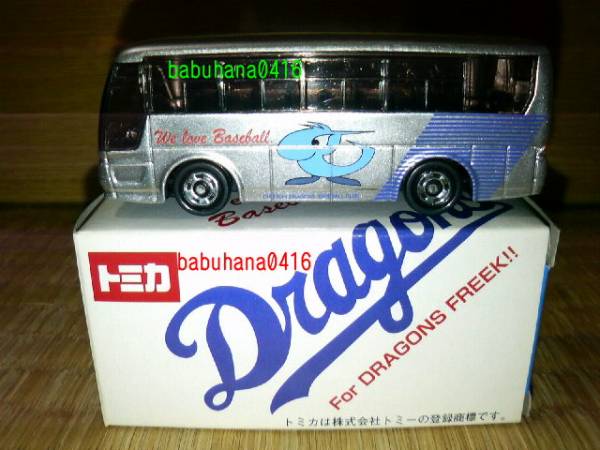 babuhana0416
We love Baseball.
babuhana0416
トミカ
Dragons
For DRAGONS FREEK!!
トミカは株式会社トミーの登録商標です。